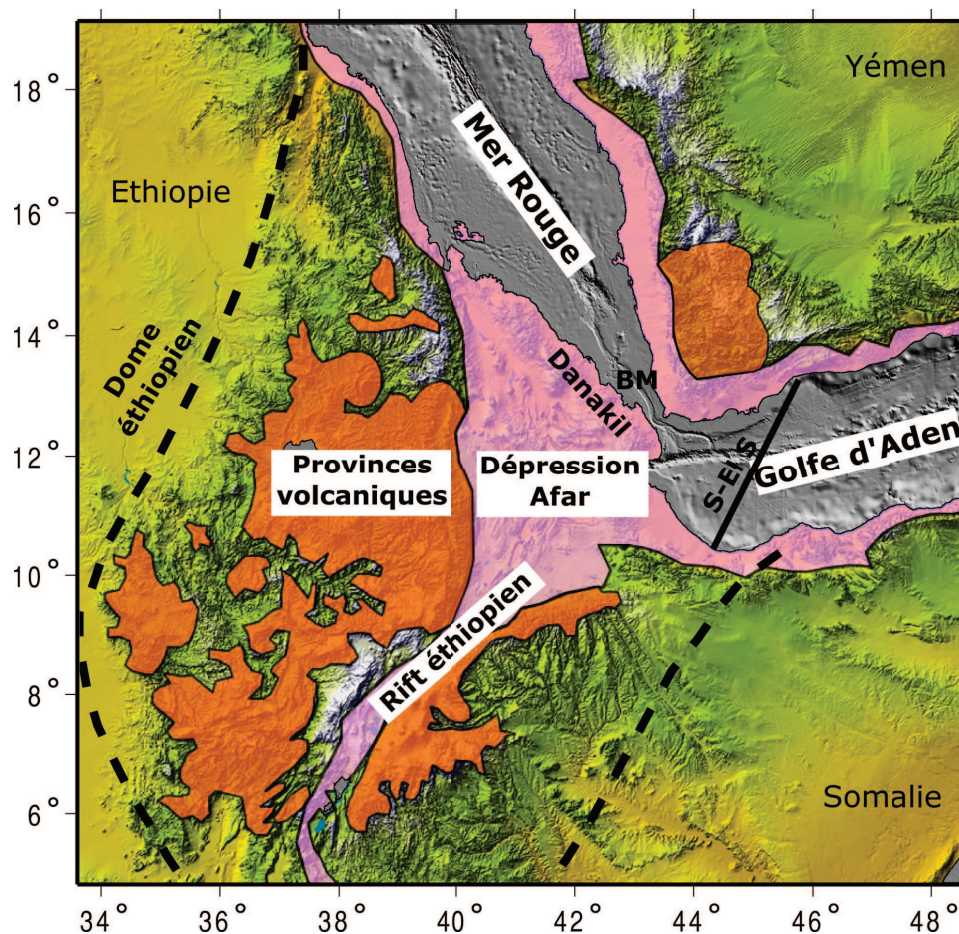 18°
16°
14°
12°
10°
8°
6°
Yémen
Ethiopie
Mer Rouge
Dome
éthiopien
BM
Danakil
S-EI S
Golfe d'Aden
Provinces
volcaniques
Dépression
Afar
Rift éthiopien
Somalie
34° 36° 38° 40° 42° 44° 46° 48°